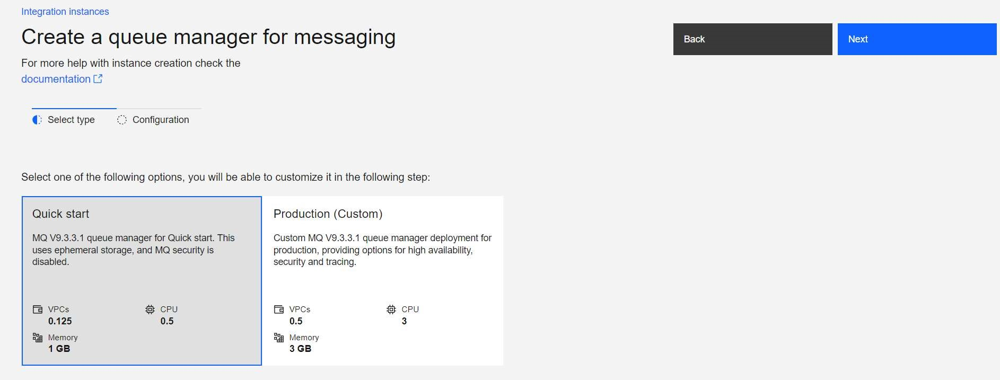 Integration instances
Create a queue manager for messaging
Back
Next
For more help with instance creation check the
documentation
Select type
Configuration
Select one of the following options, you will be able to customize it in the following step:
Quick start
MQ V9.3.3.1 queue manager for Quick start. This
uses ephemeral storage, and MQ security is
disabled.
VPCs
0.125
CPU
0.5
Memory
1 GB
Production (Custom)
Custom MQ V9.3.3.1 queue manager deployment for
production, providing options for high availability,
security and tracing.
VPCs
0.5
CPU
3
Memory
3 GB